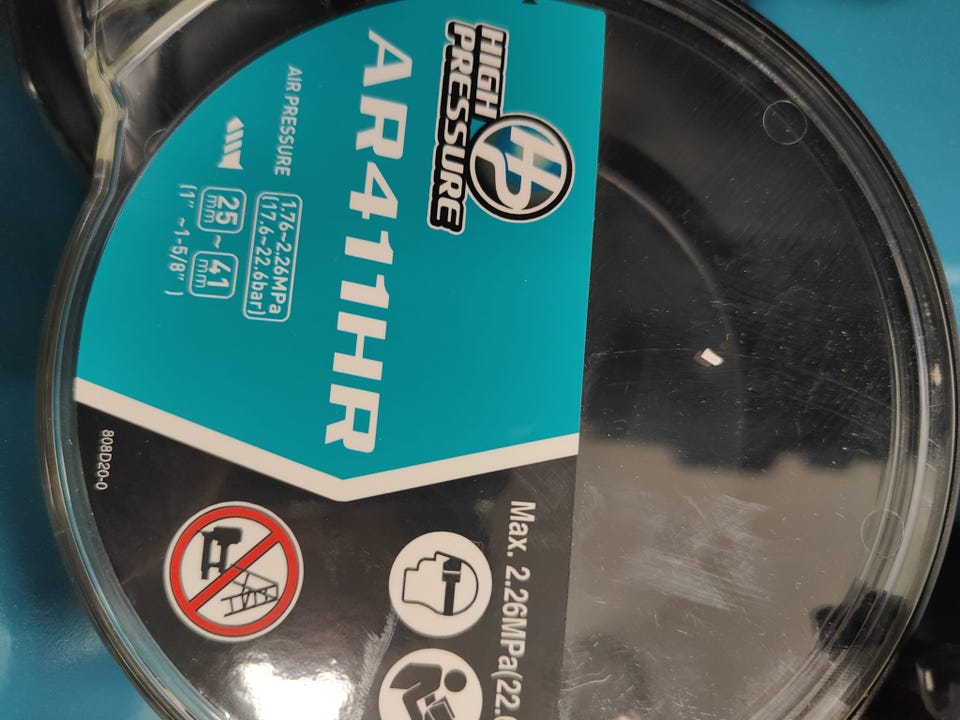 HIGH
PRESSURE
HP
AR411HR
AIR PRESSURE
1.76~2.26MPa
(17.6~22.6bar)
25 mm ~ 41 mm
(1" ~1-5/8")
Max. 2.26MPa(22.
808D20-0